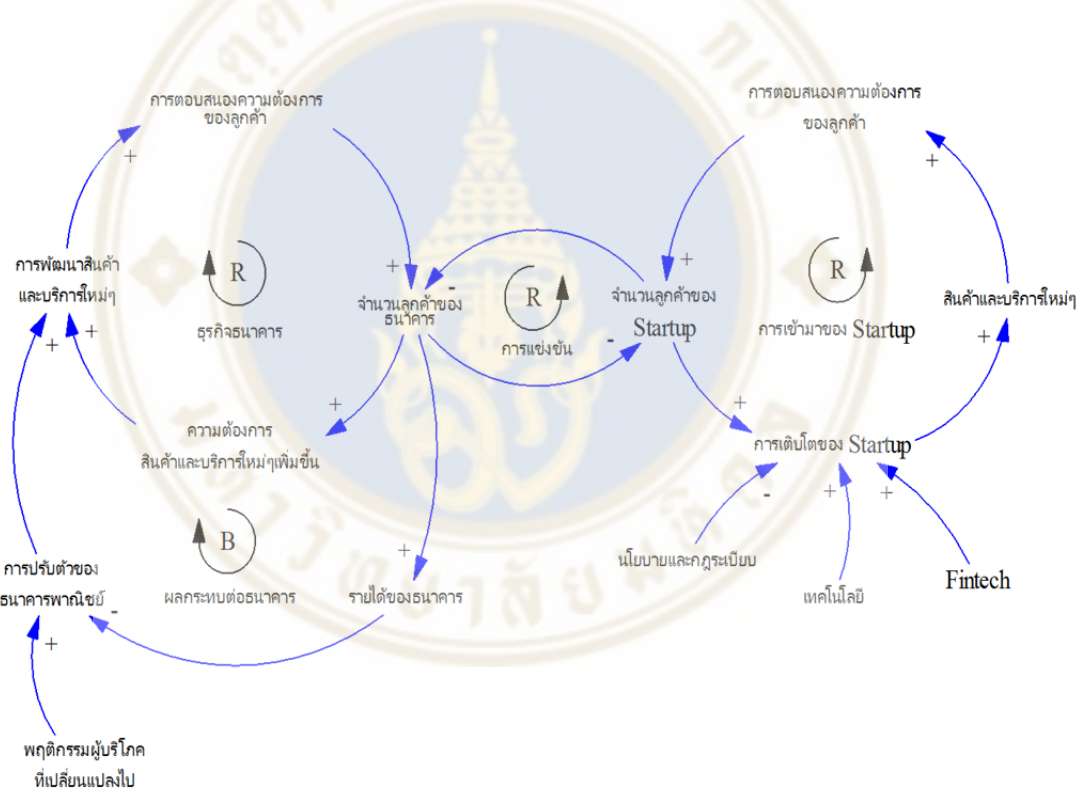 การตอบสนองความต้องการ
ของลูกค้า
+
การตอบสนองความต้องการ
ของลูกค้า
+
การพัฒนาสินค้า
และบริการใหม่ๆ
+
+
R
ธุรกิจธนาคาร
+
-
จำนวนลูกค้าของ
ธนาคาร
R
การแข่งขัน
-
+
จำนวนลูกค้าของ
Startup
R
การเข้ามาของ Startup
สินค้าและบริการใหม่ๆ
+
+
ความต้องการ
สินค้าและบริการใหม่ๆเพิ่มขึ้น
+
การเติบโตของ Startup
-
+
+
B
ผลกระทบต่อธนาคาร
+
รายได้ของธนาคาร
นโยบายและกฎระเบียบ
เทคโนโลยี
Fintech
การปรับตัวของ
ธนาคารพาณิชย์
-
+
พฤติกรรมผู้บริโภค
ที่เปลี่ยนแปลงไป